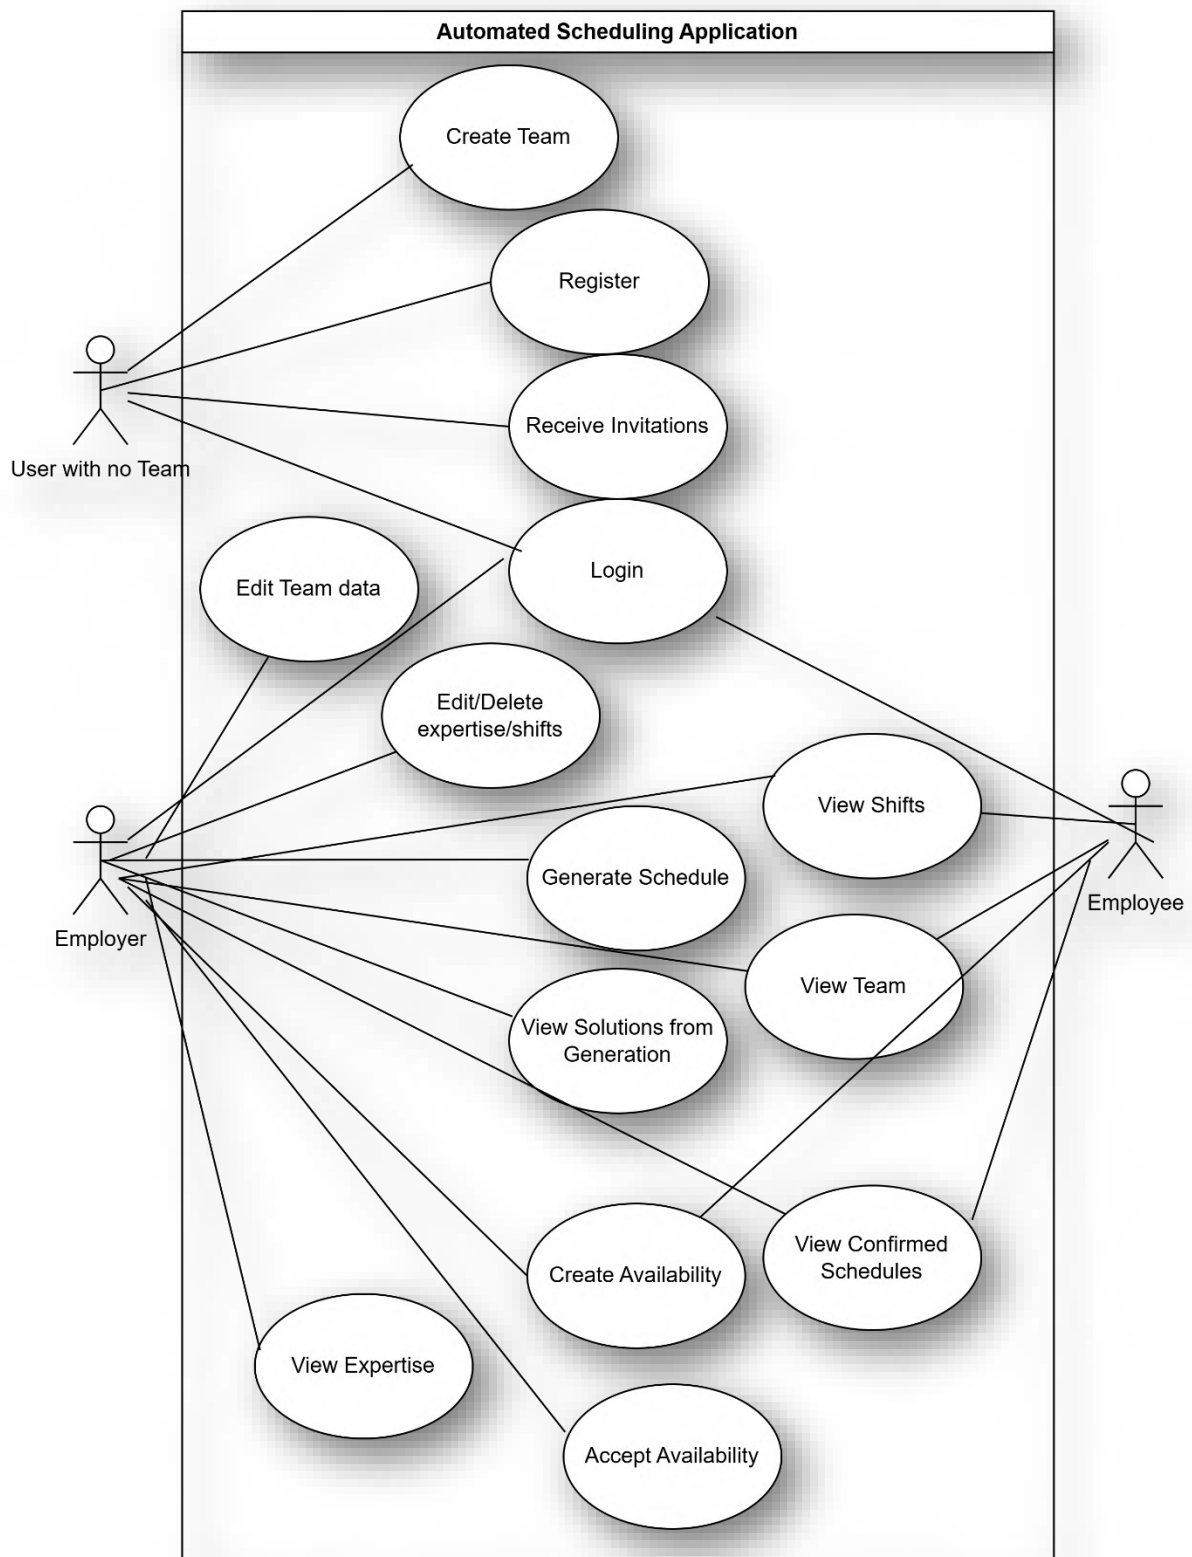 Automated Scheduling Application
Create Team
Register
Receive Invitations
User with no Team
Login
Edit Team data
Edit/Delete
expertise/shifts
View Shifts
Generate Schedule
Employee
Employer
View Team
View Solutions from
Generation
View Confirmed
Schedules
Create Availability
View Expertise
Accept Availability